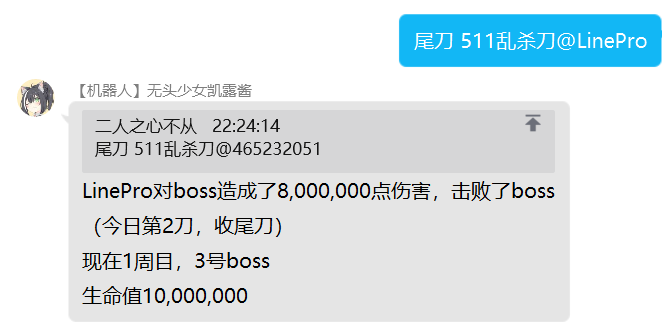 尾刀 511乱杀刀@LinePro
【机器人】无头少女凯露酱
二人之心不从 22:24:14
尾刀 511乱杀刀@465232051
LinePro对boss造成了8,000,000点伤害，击败了boss
（今日第2刀，收尾刀）
现在1周目，3号boss
生命值10,000,000